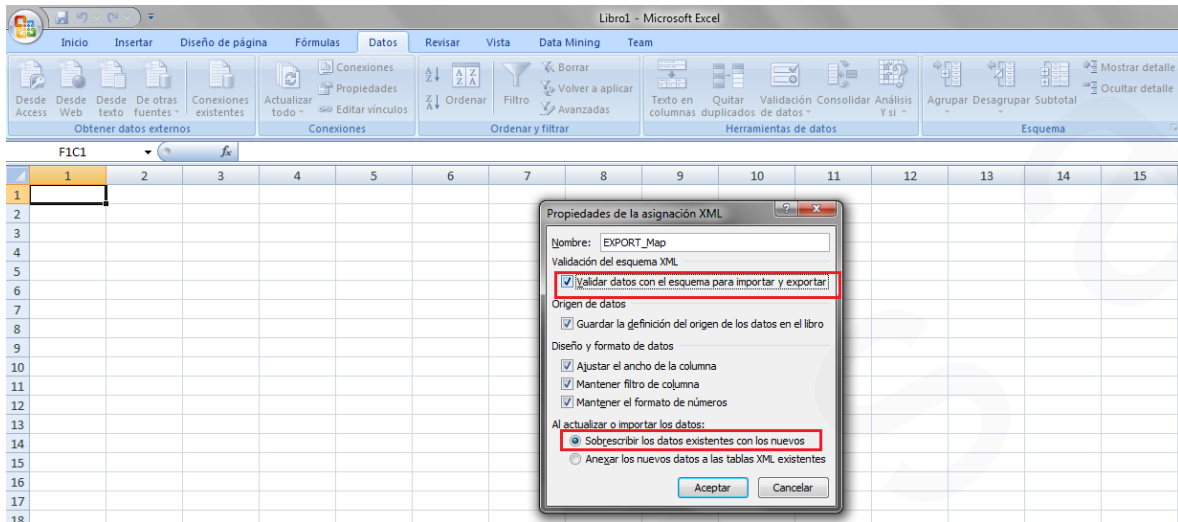 Libro1 - Microsoft Excel
Inicio Insertar Diseño de página Fórmulas Datos Revisar Vista Data Mining Team
Desde Access
Desde Web
Desde texto
De otras fuentes
Conexiones existentes
Obtener datos externos
Actualizar todo
Conexiones
Propiedades
Editar vínculos
Conexiones
Ordenar
Filtro
Borrar
Volver a aplicar
Avanzadas
Ordenar y filtrar
Texto en columnas
Quitar duplicados
Validación de datos
Consolidar
Análisis Y si
Herramientas de datos
Agrupar
Desagrupar
Subtotal
Mostrar detalle
Ocultar detalle
Esquema
F1C1 fx
1 2 3 4 5 6 7 8 9 10 11 12 13 14 15
1
2
3
4
5
6
7
8
9
10
11
12
13
14
15
16
17
18
Propiedades de la asignación XML
Nombre: EXPORT_Map
Validación del esquema XML
Validar datos con el esquema para importar y exportar
Origen de datos
Guardar la definición del origen de los datos en el libro
Diseño y formato de datos
Ajustar el ancho de la columna
Mantener filtro de columna
Mantener el formato de números
Al actualizar o importar los datos:
Sobrescribir los datos existentes con los nuevos
Anexar los nuevos datos a las tablas XML existentes
Aceptar Cancelar